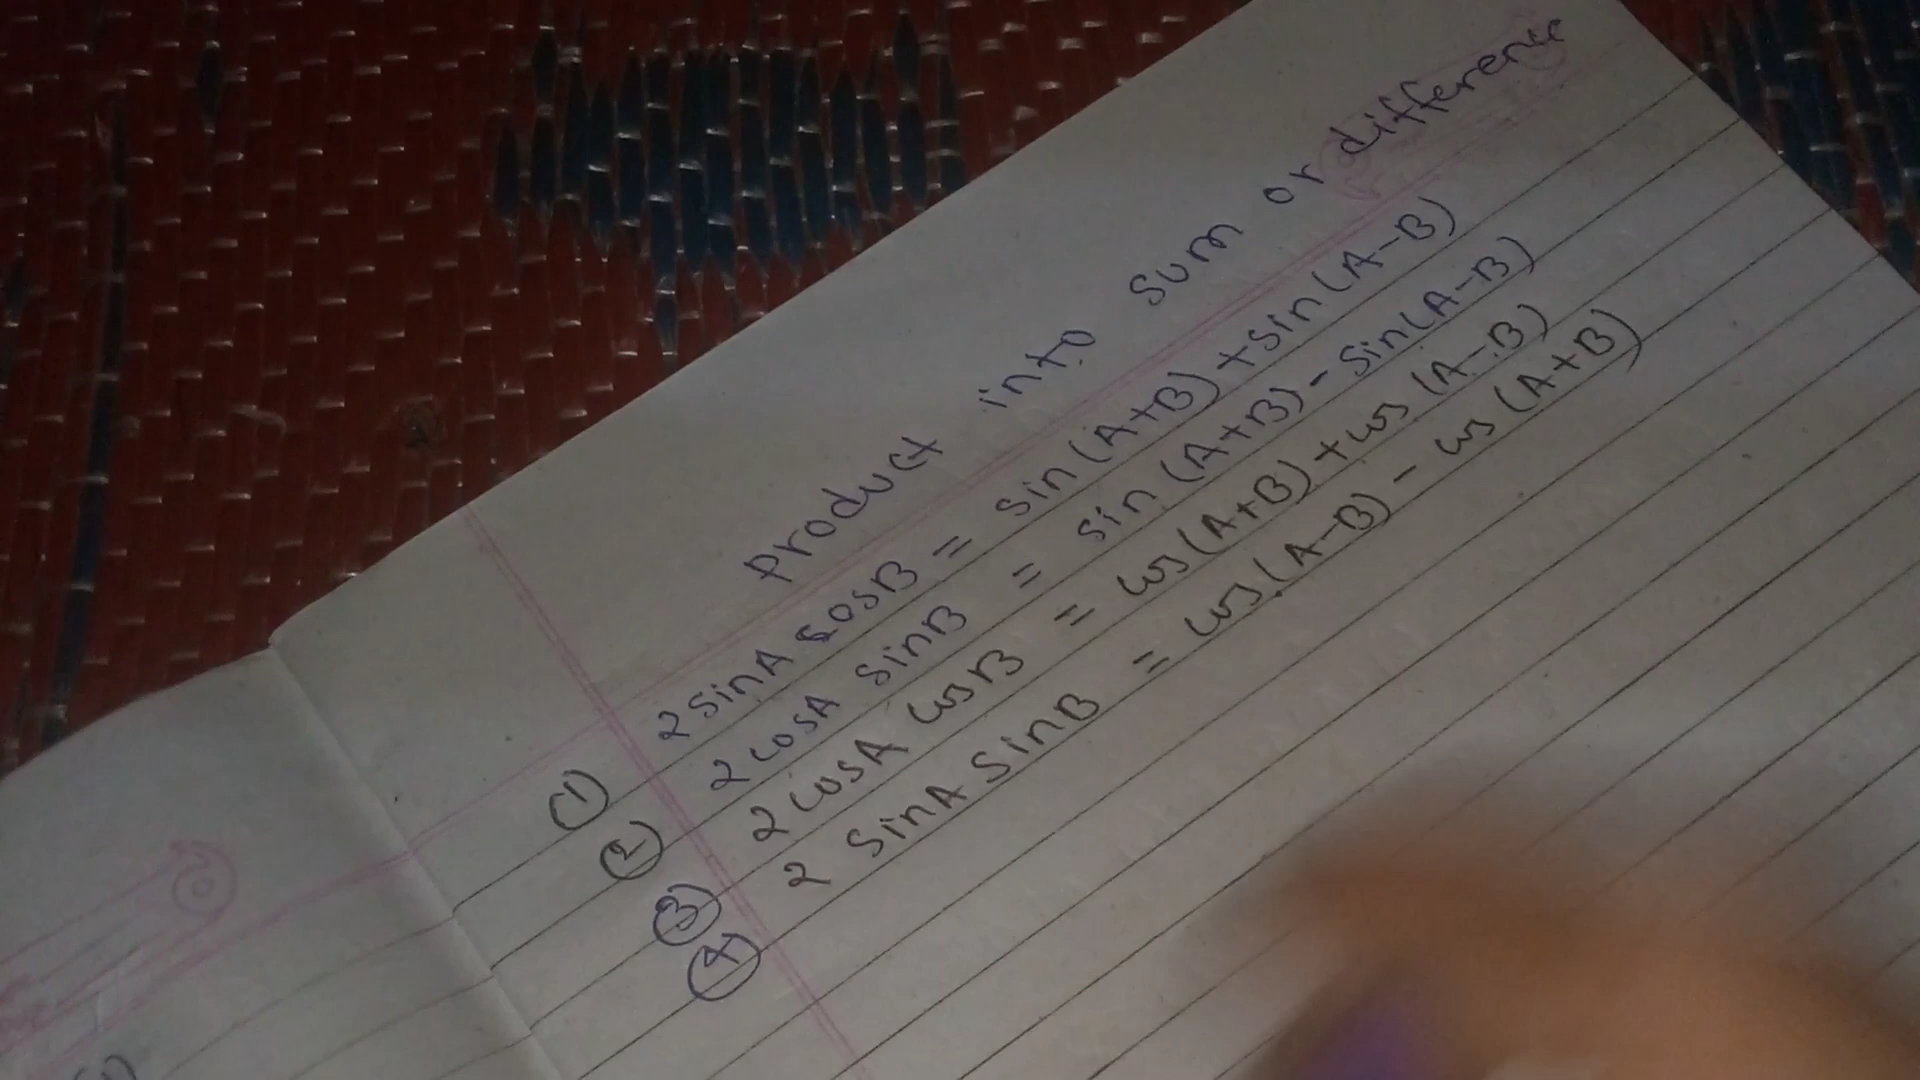 Product into Sum or difference
① 2 sinA cosB = sin (A+B) + sin (A-B)
② 2 cosA sinB = sin (A+B) - sin (A-B)
③ 2 cosA cosB = cos (A+B) + cos (A-B)
④ 2 sinA sinB = cos (A-B) - cos (A+B)